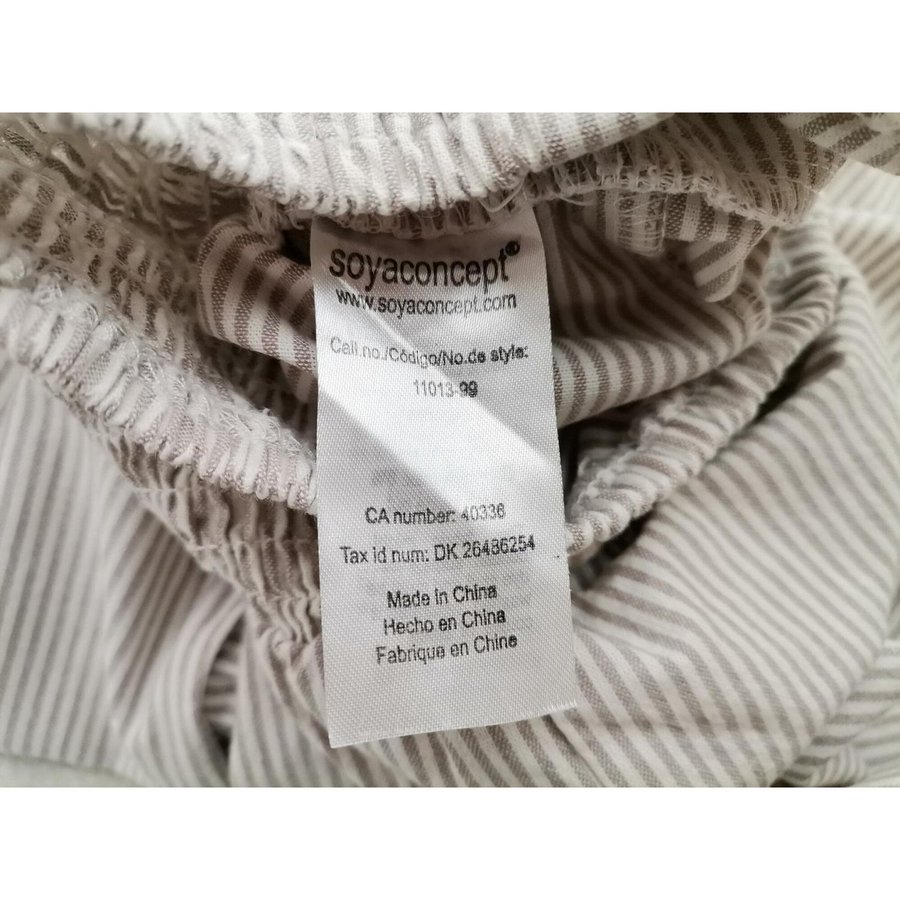 soyaconcept®
www.soyaconcept.com
Call.no./Código/No.de style:
11013-99
CA number: 40336
Tax id num: DK 26486254
Made in China
Hecho en China
Fabrique en Chine